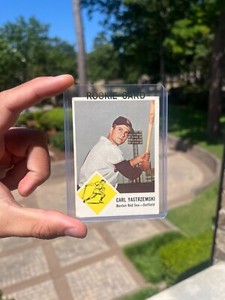 ROOKIE CARD
CARL YASTRZEMSKI
Boston Red Sox—Outfield